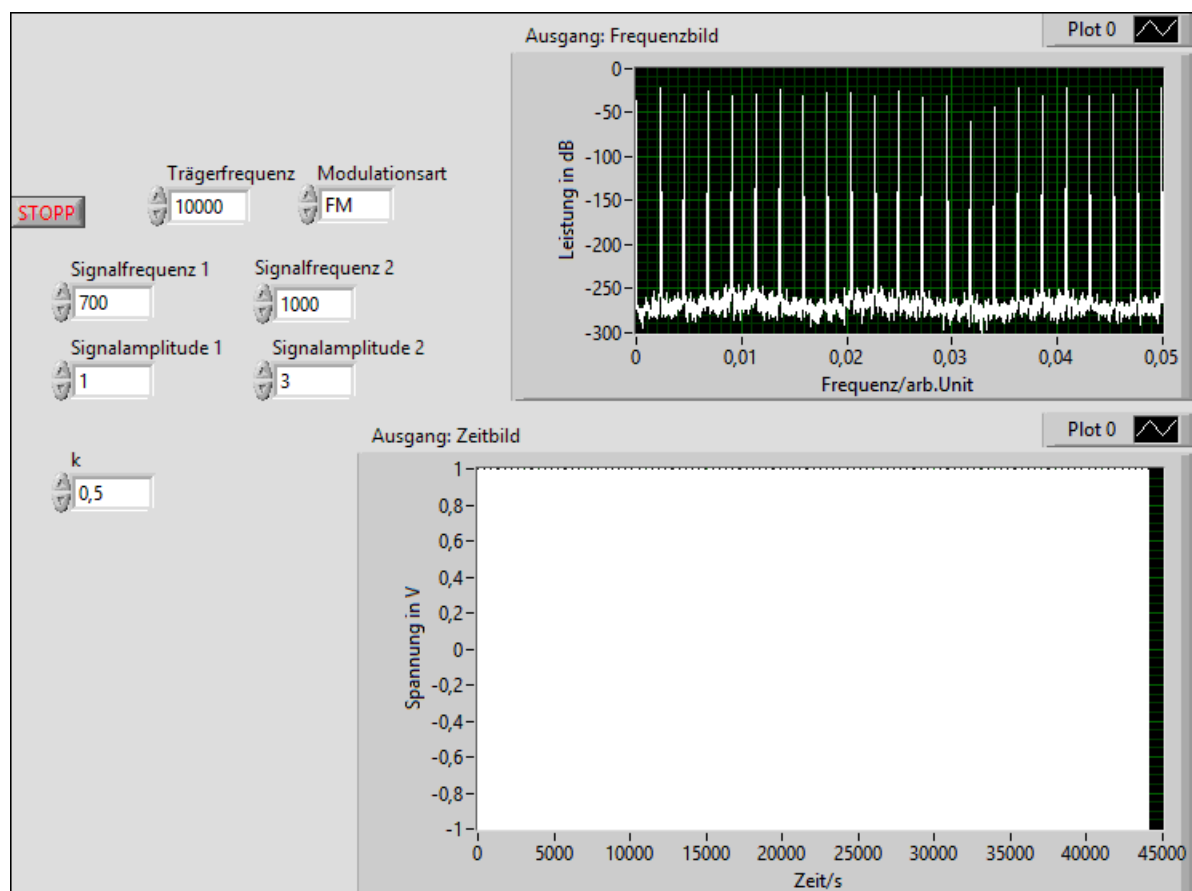 Ausgang: Frequenzbild
Plot 0
0
-50
-100
-150
-200
-250
-300
Leistung in dB
0 0,01 0,02 0,03 0,04 0,05
Frequenz/arb.Unit
Trägerfrequenz Modulationsart
STOPP 10000 FM
Signalfrequenz 1 Signalfrequenz 2
700 1000
Signalamplitude 1 Signalamplitude 2
1 3
k
0,5
Ausgang: Zeitbild
Plot 0
1
0,8
0,6
0,4
0,2
0
-0,2
-0,4
-0,6
-0,8
-1
Spannung in V
0 5000 10000 15000 20000 25000 30000 35000 40000 45000
Zeit/s